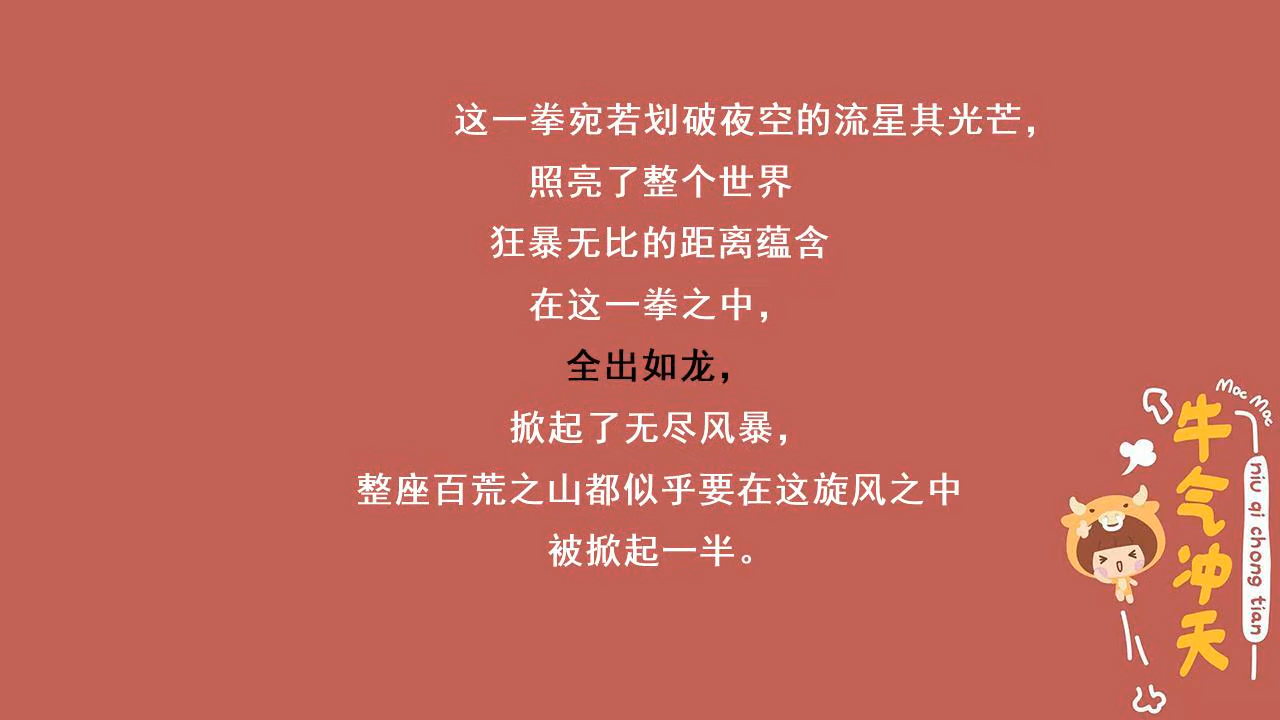 这一拳宛若划破夜空的流星其光芒，
照亮了整个世界
狂暴无比的距离蕴含
在这一拳之中，
全出如龙，
掀起了无尽风暴，
整座百荒之山都似乎要在这旋风之中
被掀起一半。
Moc Moc
牛气冲天
niu qi chong tian